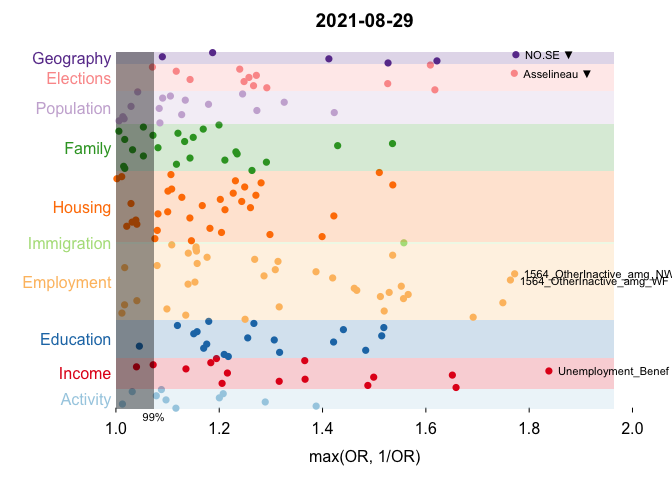 2021-08-29
Geography
NO.SE ▼
Elections
Asselineau ▼
Population
Family
Housing
Immigration
Employment
1564_OtherInactive_amg_NW
1564_OtherInactive_amg_WF
Education
Income
Unemployment_Benef
Activity
99%
1.0 1.2 1.4 1.6 1.8 2.0
max(OR, 1/OR)